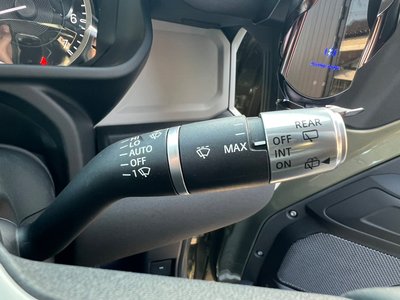 HI
LO
AUTO
OFF
1
MAX
REAR
OFF
INT
ON